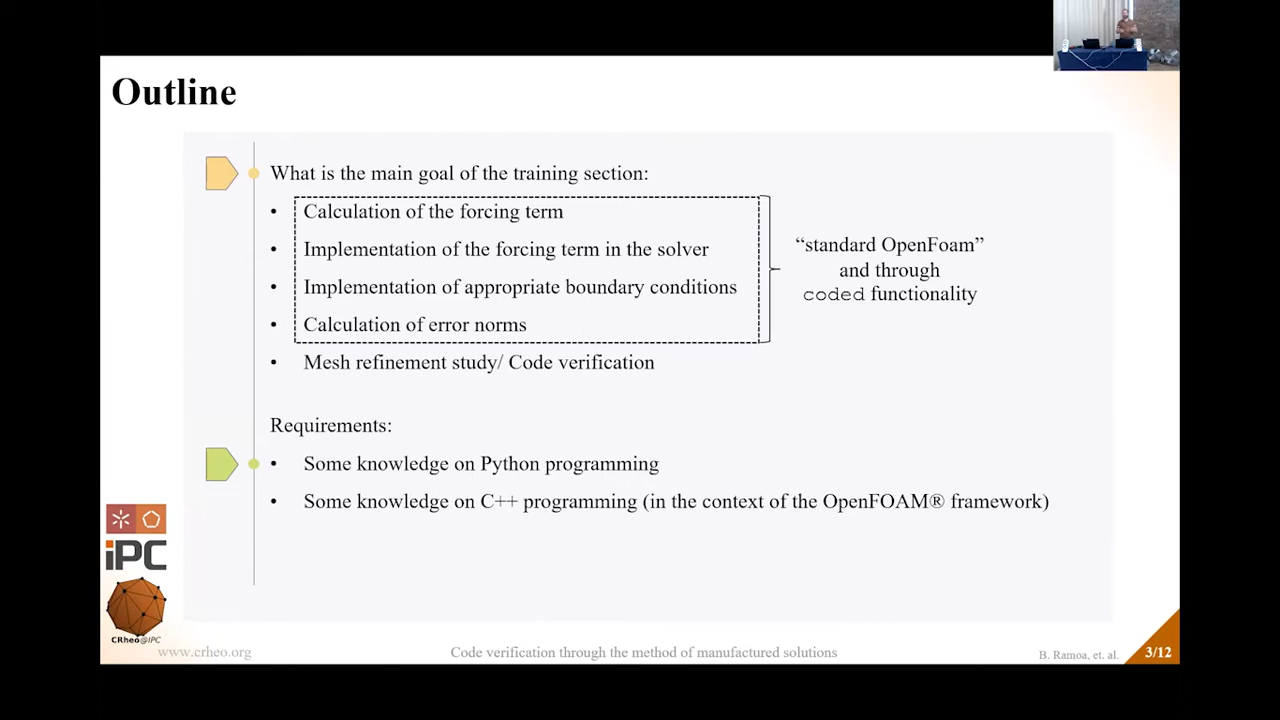 Outline
What is the main goal of the training section:
• Calculation of the forcing term
• Implementation of the forcing term in the solver
• Implementation of appropriate boundary conditions
• Calculation of error norms
“standard OpenFoam”
and through
coded functionality
• Mesh refinement study/ Code verification
Requirements:
• Some knowledge on Python programming
• Some knowledge on C++ programming (in the context of the OpenFOAM® framework)
iPC
CRheo@iPC
www.crheo.org
Code verification through the method of manufactured solutions
B. Ramoa, et. al.
3/12